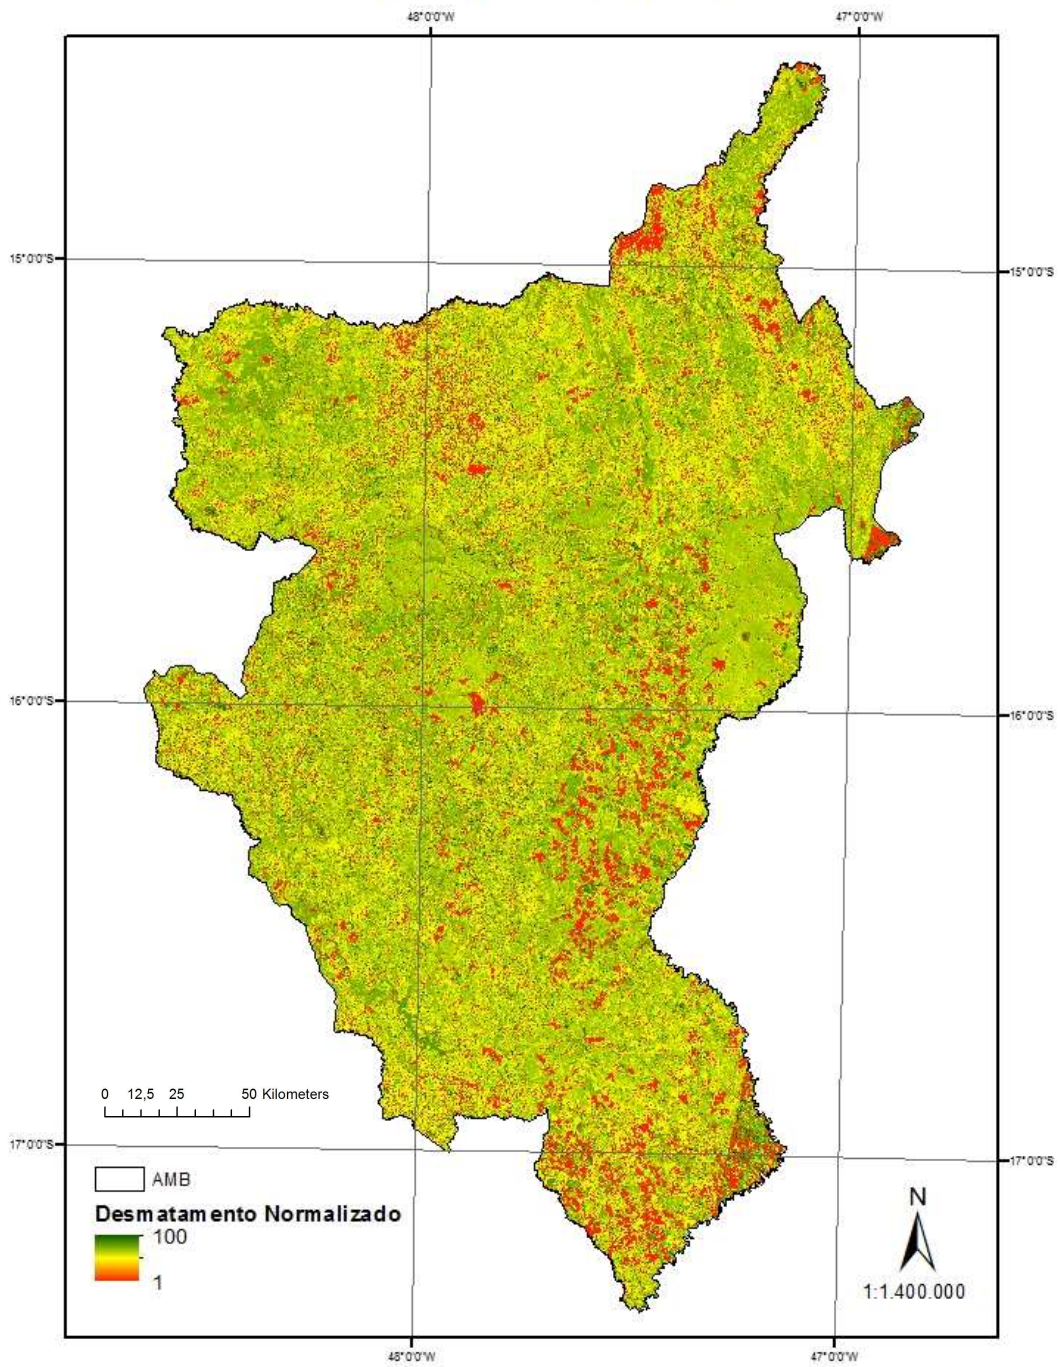 48°0'0"W 47°0'0"W
15°0'0"S 15°0'0"S
16°0'0"S 16°0'0"S
0 12,5 25 50 Kilometers
17°0'0"S 17°0'0"S
AMB
Desmatamento Normalizado
100
1
N
1:1.400.000
48°0'0"W 47°0'0"W